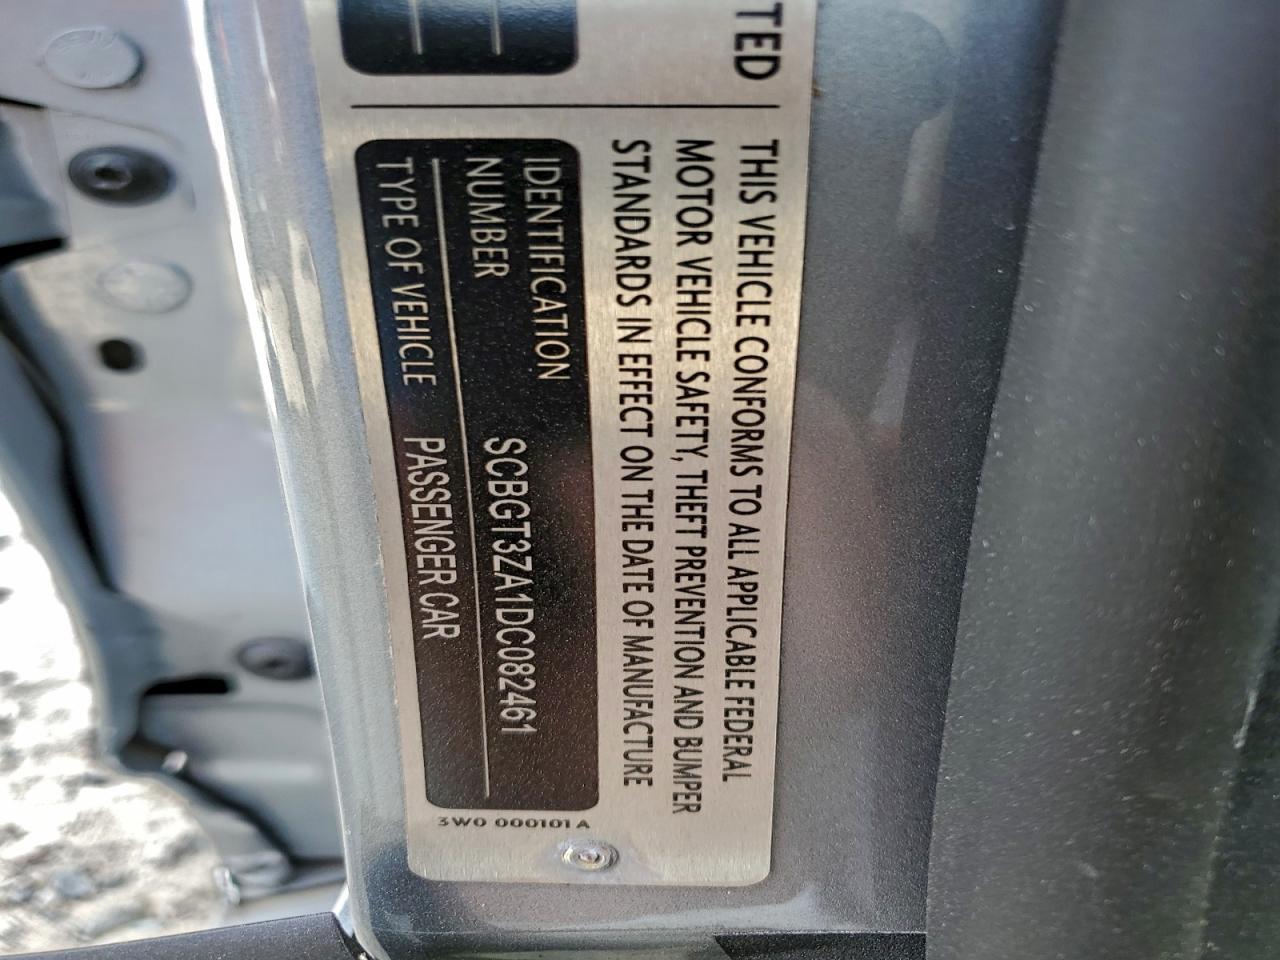 TED
THIS VEHICLE CONFORMS TO ALL APPLICABLE FEDERAL
MOTOR VEHICLE SAFETY, THEFT PREVENTION AND BUMPER
STANDARDS IN EFFECT ON THE DATE OF MANUFACTURE
IDENTIFICATION
NUMBER SCBGT3ZA1DC082461
TYPE OF VEHICLE PASSENGER CAR
3W0 000101 A